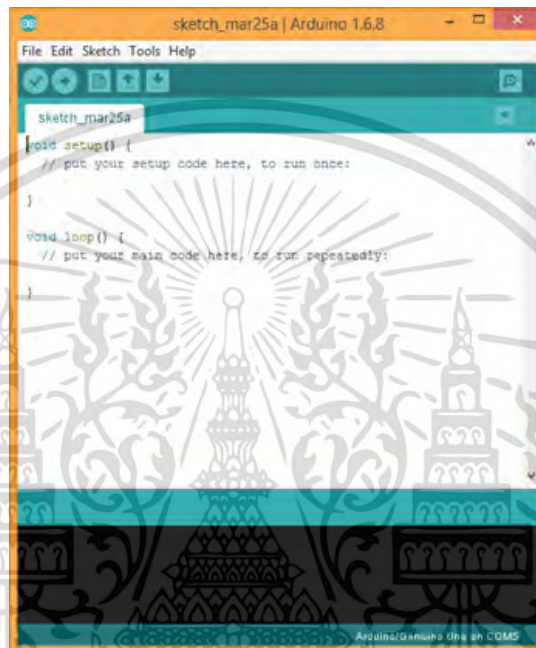 sketch_mar25a | Arduino 1.6.8
File Edit Sketch Tools Help
sketch_mar25a
void setup() {
  // put your setup code here, to run once:

}

void loop() {
  // put your main code here, to run repeatedly:

}
Arduino/Genuino Uno on COM5